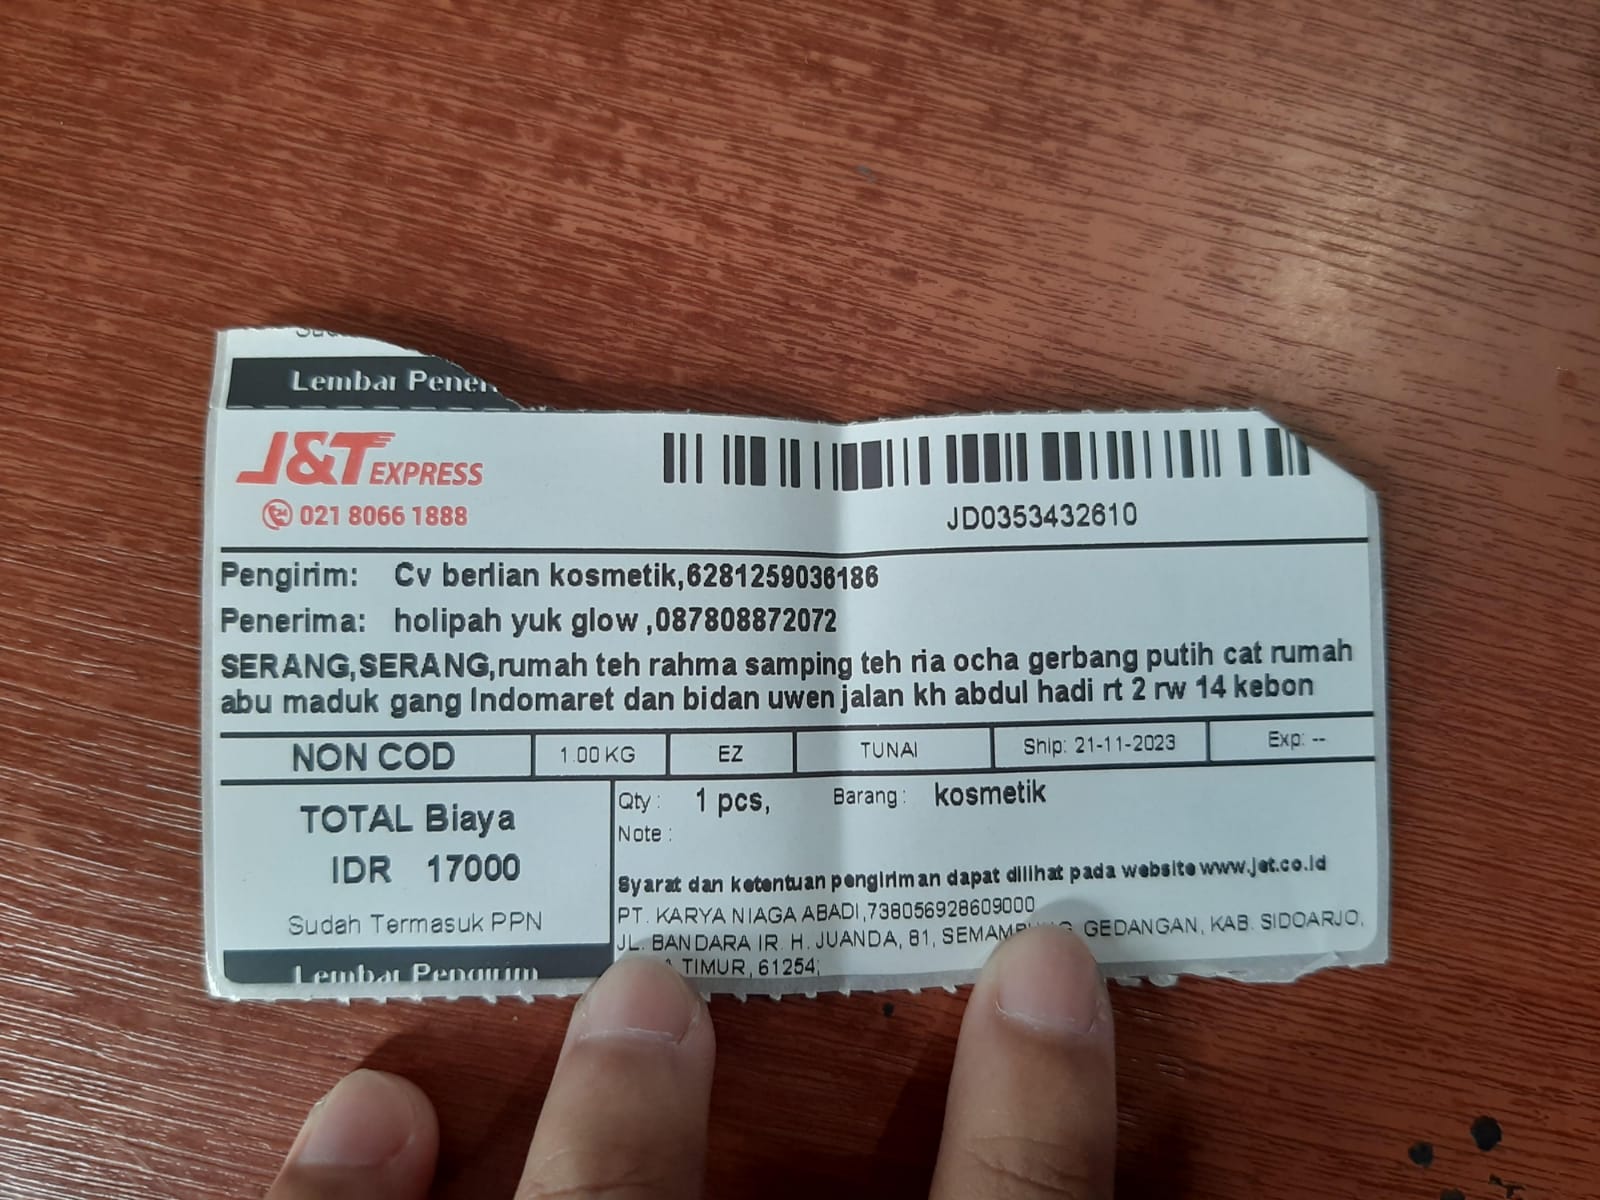 Lembar
J&T EXPRESS
021 8066 1888
JD0353432610
Pengirim: Cv berlian kosmetik,6281259036186
Penerima: holipah yuk glow ,087808872072
SERANG,SERANG,rumah teh rahma samping teh ria ocha gerbang putih cat rumah
abu maduk gang Indomaret dan bidan uwen jalan kh abdul hadi rt 2 rw 14 kebon
NON COD 1.00 KG EZ TUNAI Ship: 21-11-2023 Exp: --
TOTAL Biaya
IDR 17000
Sudah Termasuk PPN
Lembar Pengirim
Qty : 1 pcs, Barang : kosmetik
Note :
Syarat dan ketentuan pengiriman dapat dilihat pada website www.jet.co.id
PT. KARYA NIAGA ABADI,738056928609000
JL. BANDARA IR. H. JUANDA, 81, GEDANGAN, KAB. SIDOARJO,
TIMUR, 61254;